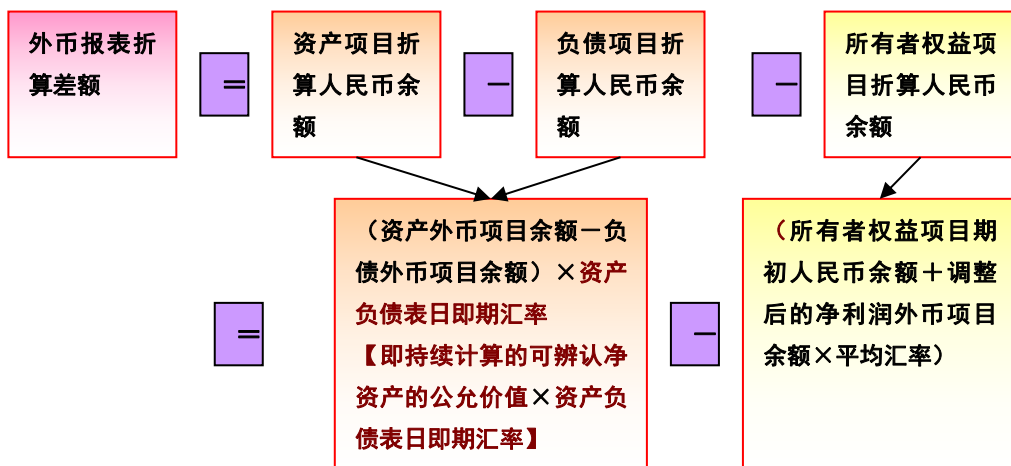 外币报表折
算差额
＝
资产项目折
算人民币余
额
－
负债项目折
算人民币余
额
－
所有者权益项
目折算人民币
余额
＝
（资产外币项目余额－负
债外币项目余额）×资产
负债表日即期汇率
【即持续计算的可辨认净
资产的公允价值×资产负
债表日即期汇率】
－
（所有者权益项目期
初人民币余额＋调整
后的净利润外币项目
余额×平均汇率）